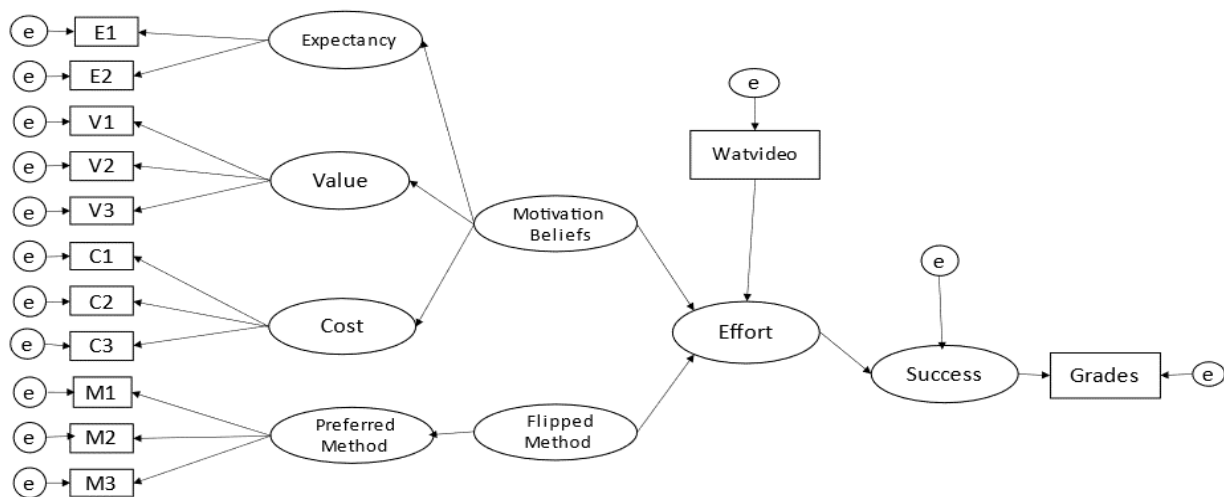 e E1 Expectancy
e E2
e V1
e V2
e V3
Value
e C1
e C2
e C3
Cost
e M1
e M2
e M3
Preferred
Method
Motivation
Beliefs
Flipped
Method
e
Watvideo
Effort
e
Success
Grades e